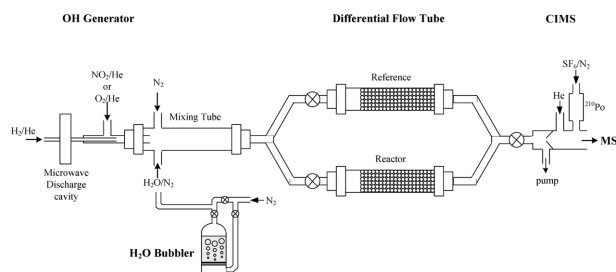 OH Generator
Differential Flow Tube
CIMS
NO₂/He
or
O₂/He
N₂
Mixing Tube
H₂/He
Microwave
Discharge
cavity
H₂O/N₂
N₂
H₂O Bubbler
Reference
Reactor
SF₆/N₂
He
²¹⁰Po
MS
pump